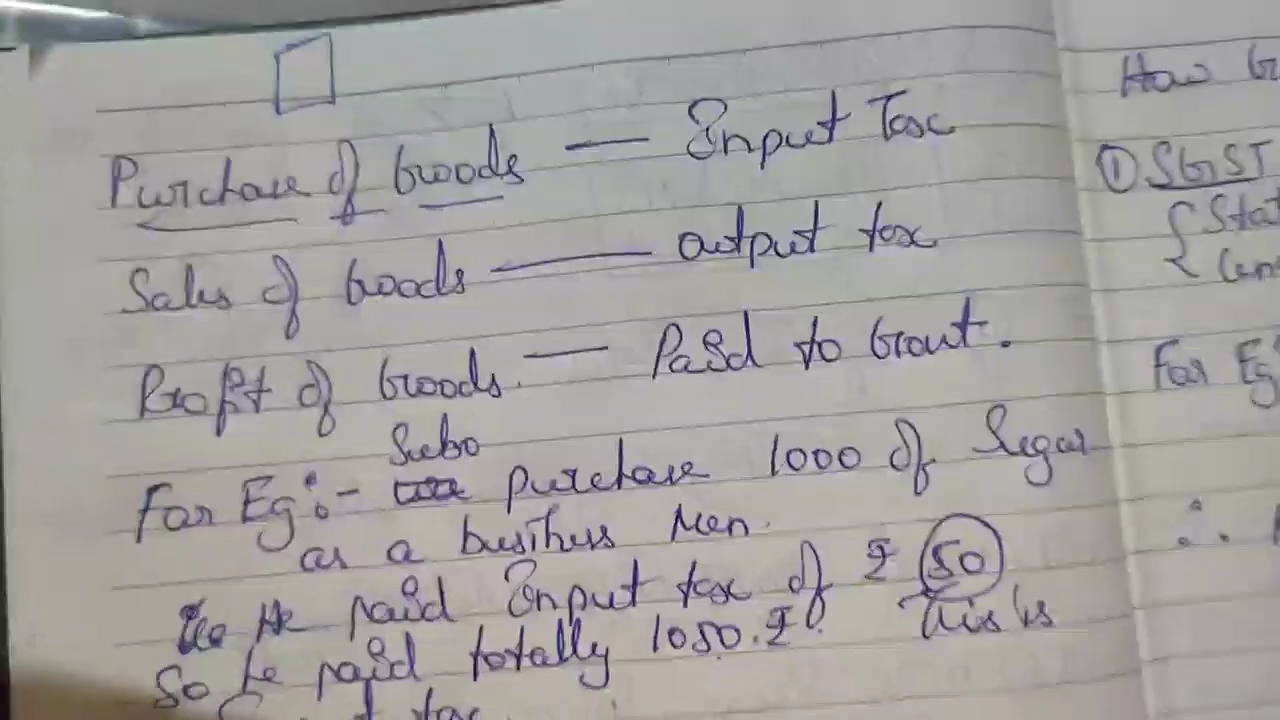 Purchase of Goods — Input Tax
Sales of Goods — output tax
Profit of Goods. — Paid to Govt.
Subo
For Eg:- purchase 1000 of Sugar
as a business Men.
He paid Input tax of ₹ 50
So he paid totally 1050.₹. This is
tax
How
① SGST
For Eg
∴